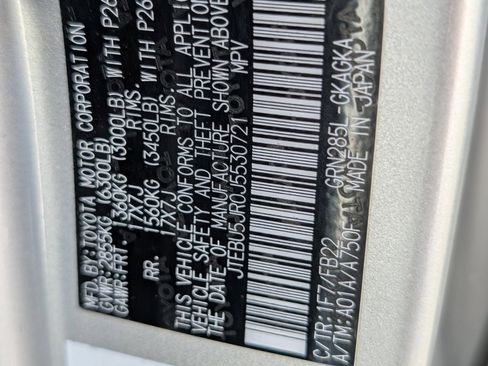 MFD. BY: TOYOTA MOTOR CORPORATION
GVWR: 2855KG (6300LB)
GAWR: FRT. 1360KG (3000LB) WITH P26
17X7J RIMS,
RR. 1560KG (3450LB) WITH P26
17X7J RIMS,
THIS VEHICLE CONFORMS TO ALL APPLIC
VEHICLE SAFETY AND THEFT PREVENTION
THE DATE OF MANUFACTURE SHOWN ABOVE
JTEBU5JR0J5530721 MPV
C/TR: 1F7/FB22 GRN285L-GKAGKA
A/TM: A01A/A750F MADE IN JAPAN